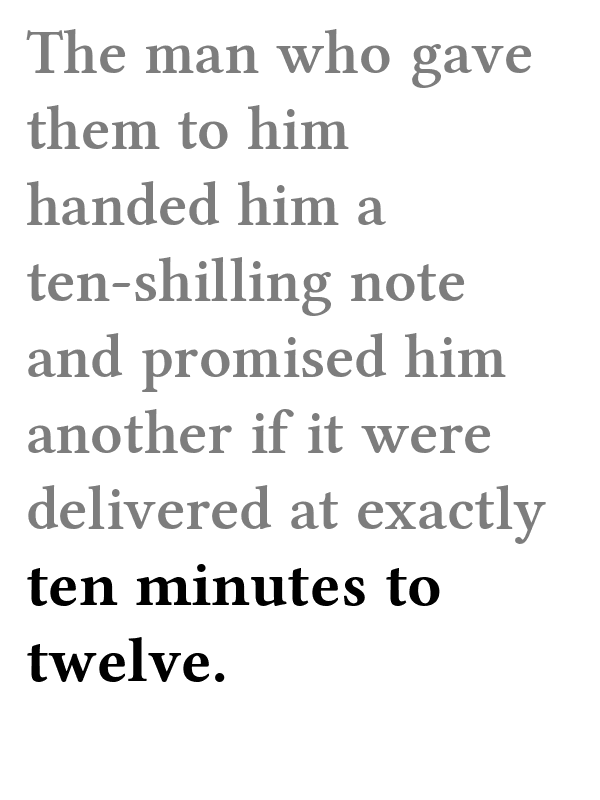 The man who gave
them to him
handed him a
ten-shilling note
and promised him
another if it were
delivered at exactly
ten minutes to
twelve.